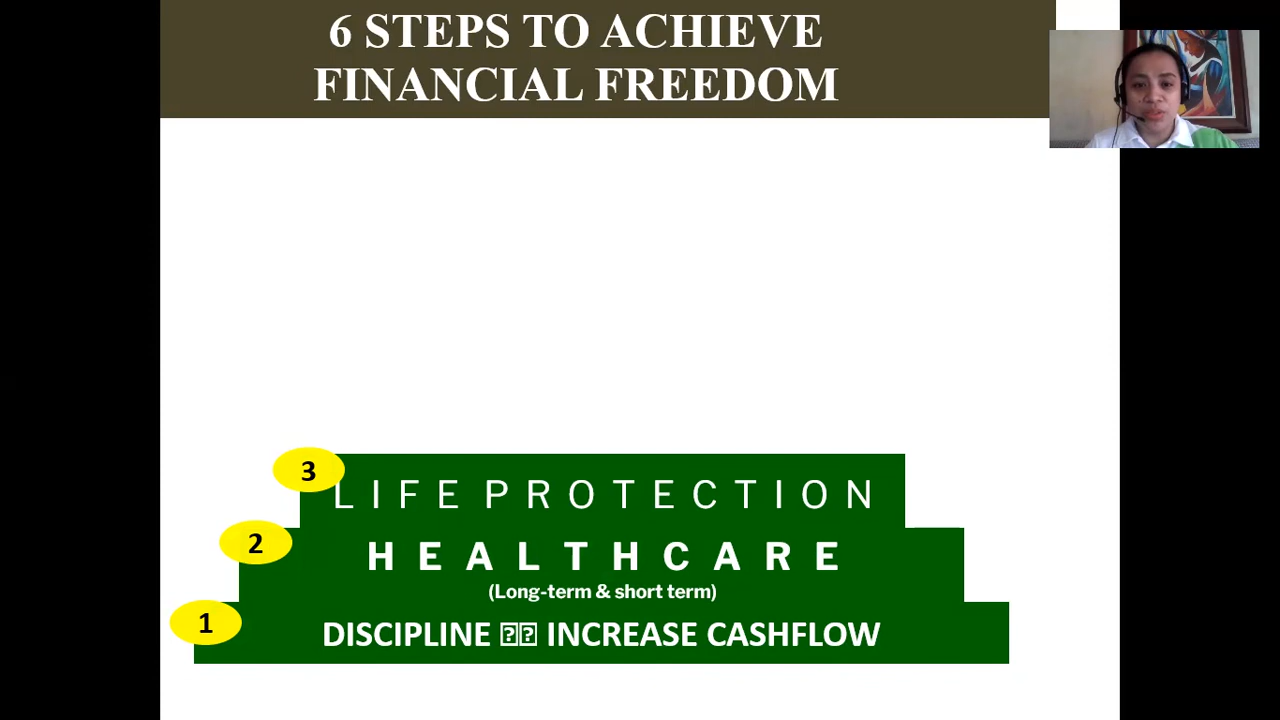 6 STEPS TO ACHIEVE
FINANCIAL FREEDOM
3
LIFE PROTECTION
2
HEALTHCARE
(Long-term & short term)
1
DISCIPLINE ⍰⍰ INCREASE CASHFLOW